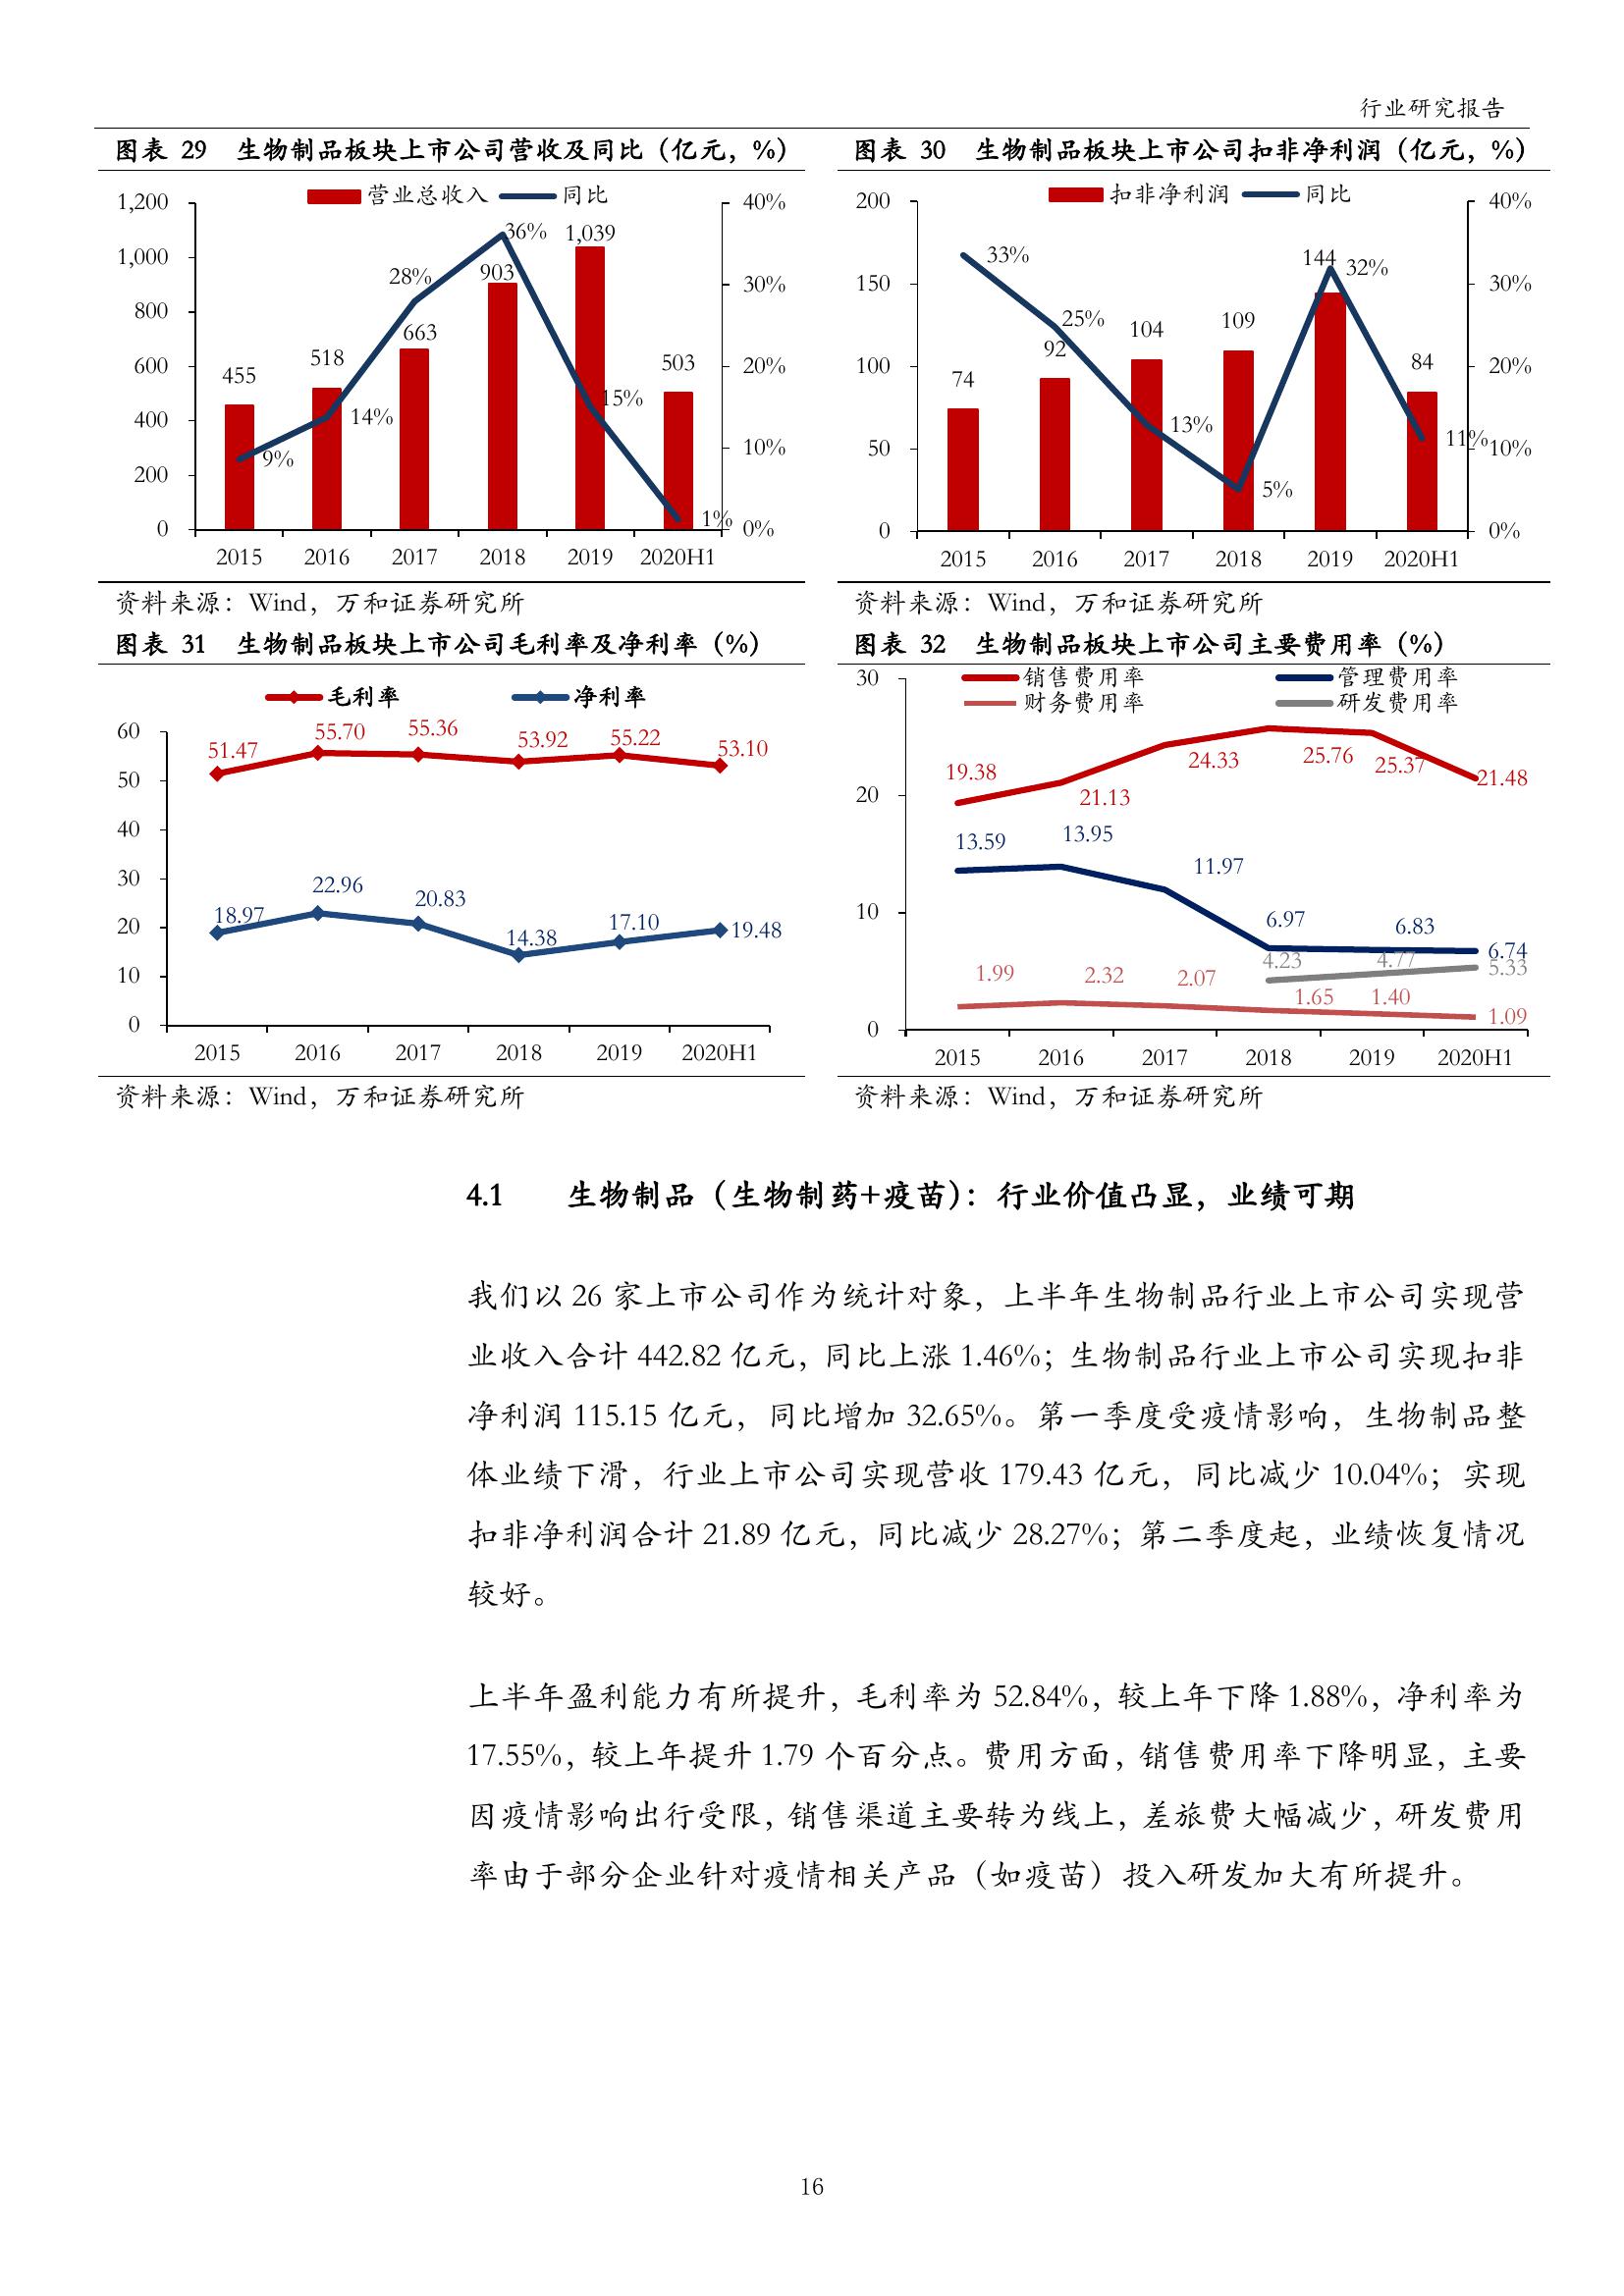 行业研究报告
图表 29 生物制品板块上市公司营收及同比（亿元，%）
营业总收入 同比
1,200
1,000
800
600
400
200
0
40%
30%
20%
10%
0%
455
518
663
903
1,039
503
9%
14%
28%
36%
15%
1%
2015 2016 2017 2018 2019 2020H1
资料来源：Wind，万和证券研究所
图表 30 生物制品板块上市公司扣非净利润（亿元，%）
扣非净利润 同比
200
150
100
50
0
40%
30%
20%
10%
0%
74
92
104
109
144
84
33%
25%
13%
5%
32%
11%
2015 2016 2017 2018 2019 2020H1
资料来源：Wind，万和证券研究所
图表 31 生物制品板块上市公司毛利率及净利率（%）
毛利率 净利率
60
50
40
30
20
10
0
51.47 55.70 55.36 53.92 55.22 53.10
18.97 22.96 20.83 14.38 17.10 19.48
2015 2016 2017 2018 2019 2020H1
资料来源：Wind，万和证券研究所
图表 32 生物制品板块上市公司主要费用率（%）
销售费用率 管理费用率
财务费用率 研发费用率
30
20
10
0
19.38 21.13 24.33 25.76 25.37 21.48
13.59 13.95 11.97 6.97 6.83 6.74
4.23 4.77 5.33
1.99 2.32 2.07 1.65 1.40 1.09
2015 2016 2017 2018 2019 2020H1
资料来源：Wind，万和证券研究所
4.1 生物制品（生物制药+疫苗）：行业价值凸显，业绩可期
我们以 26 家上市公司作为统计对象，上半年生物制品行业上市公司实现营
业收入合计 442.82 亿元，同比上涨 1.46%；生物制品行业上市公司实现扣非
净利润 115.15 亿元，同比增加 32.65%。第一季度受疫情影响，生物制品整
体业绩下滑，行业上市公司实现营收 179.43 亿元，同比减少 10.04%；实现
扣非净利润合计 21.89 亿元，同比减少 28.27%；第二季度起，业绩恢复情况
较好。
上半年盈利能力有所提升，毛利率为 52.84%，较上年下降 1.88%，净利率为
17.55%，较上年提升 1.79 个百分点。费用方面，销售费用率下降明显，主要
因疫情影响出行受限，销售渠道主要转为线上，差旅费大幅减少，研发费用
率由于部分企业针对疫情相关产品（如疫苗）投入研发加大有所提升。
16